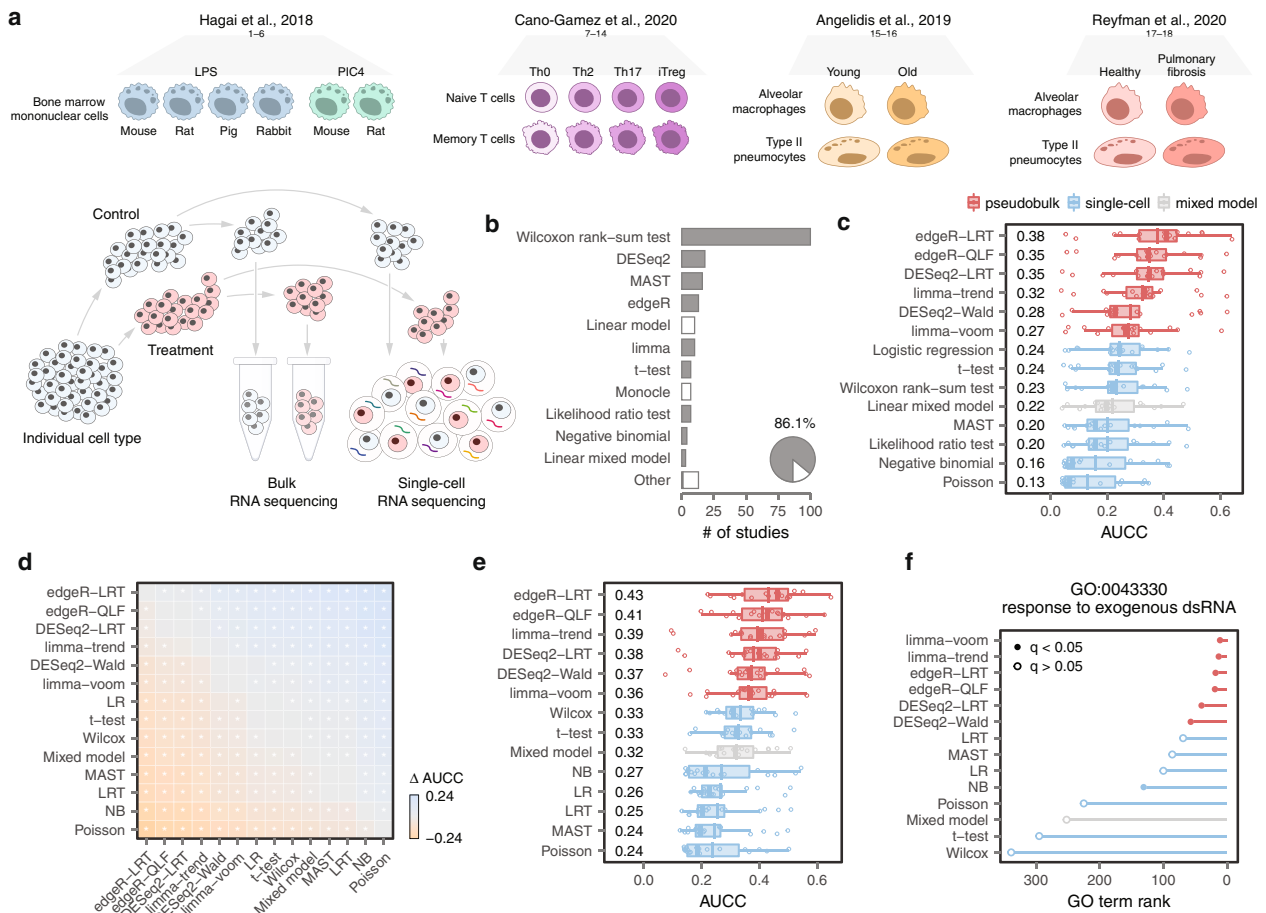 a
Hagai et al., 2018
1–6
LPS
PIC4
Bone marrow
mononuclear cells
Mouse
Rat
Pig
Rabbit
Mouse
Rat
Cano-Gamez et al., 2020
7–14
Th0
Th2
Th17
iTreg
Naive T cells
Memory T cells
Angelidis et al., 2019
15–16
Young
Old
Alveolar
macrophages
Type II
pneumocytes
Reyfman et al., 2020
17–18
Healthy
Pulmonary
fibrosis
Alveolar
macrophages
Type II
pneumocytes
Control
Treatment
Individual cell type
Bulk
RNA sequencing
Single-cell
RNA sequencing
b
Wilcoxon rank−sum test
DESeq2
MAST
edgeR
Linear model
limma
t−test
Monocle
Likelihood ratio test
Negative binomial
Linear mixed model
Other
86.1%
0
25
50
75
100
# of studies
pseudobulk
single-cell
mixed model
c
edgeR−LRT 0.38
edgeR−QLF 0.35
DESeq2−LRT 0.35
limma−trend 0.32
DESeq2−Wald 0.28
limma−voom 0.27
Logistic regression 0.24
t−test 0.24
Wilcoxon rank−sum test 0.23
Linear mixed model 0.22
MAST 0.20
Likelihood ratio test 0.20
Negative binomial 0.16
Poisson 0.13
0.0
0.2
0.4
0.6
AUCC
d
edgeR−LRT
edgeR−QLF
DESeq2−LRT
limma−trend
DESeq2−Wald
limma−voom
LR
t−test
Wilcox
Mixed model
MAST
LRT
NB
Poisson
edgeR−LRT
edgeR−QLF
DESeq2−LRT
limma−trend
DESeq2−Wald
limma−voom
LR
t−test
Wilcox
Mixed model
MAST
LRT
NB
Poisson
Δ AUCC
0.24
−0.24
e
edgeR−LRT 0.43
edgeR−QLF 0.41
limma−trend 0.39
DESeq2−LRT 0.38
DESeq2−Wald 0.37
limma−voom 0.36
Wilcox 0.33
t−test 0.33
Mixed model 0.32
NB 0.27
LR 0.26
LRT 0.25
MAST 0.24
Poisson 0.24
0.0
0.2
0.4
0.6
AUCC
f
GO:0043330
response to exogenous dsRNA
q < 0.05
q > 0.05
limma−voom
limma−trend
edgeR−LRT
edgeR−QLF
DESeq2−LRT
DESeq2−Wald
LRT
MAST
LR
NB
Poisson
Mixed model
t−test
Wilcox
300
200
100
0
GO term rank